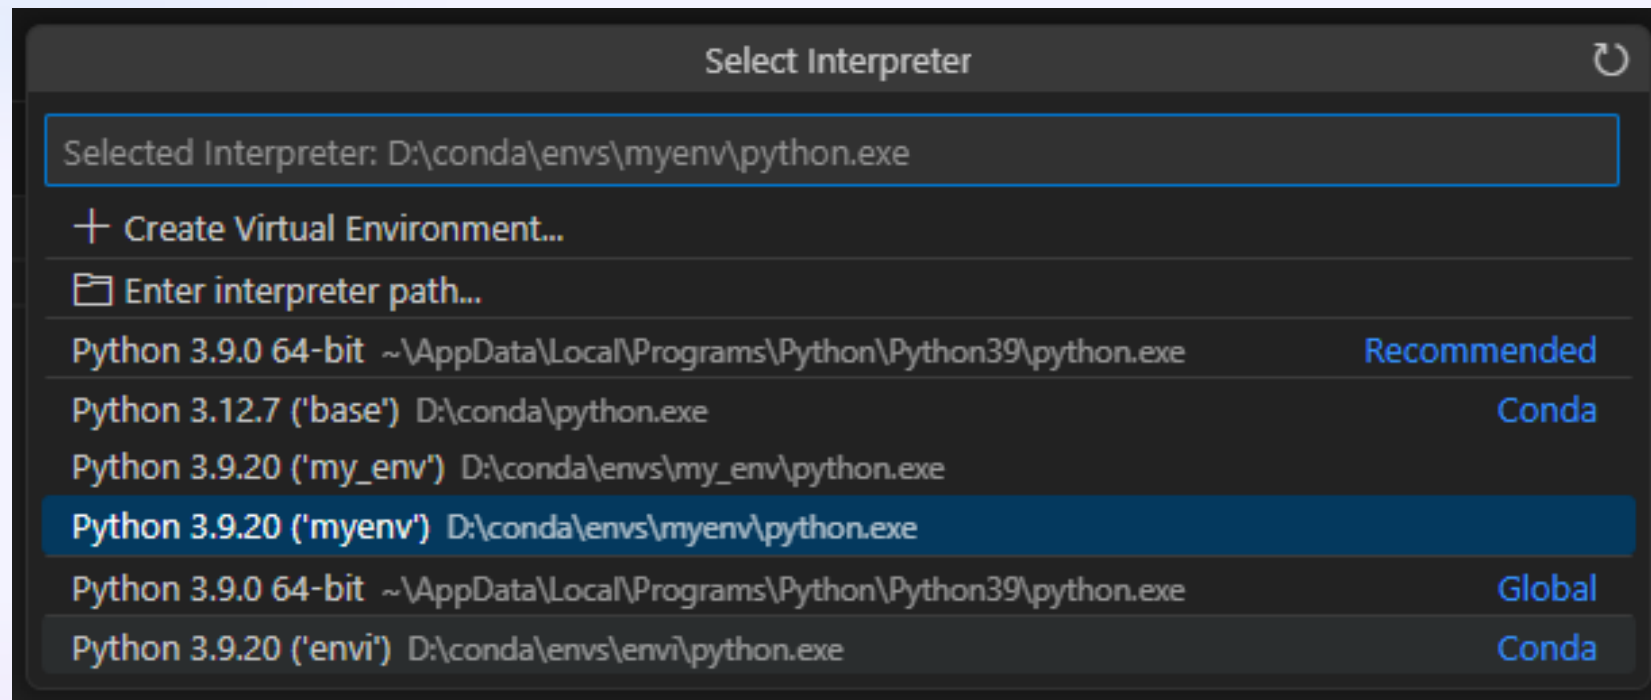 Select Interpreter
Selected Interpreter: D:\conda\envs\myenv\python.exe
Create Virtual Environment...
Enter interpreter path...
Python 3.9.0 64-bit ~\AppData\Local\Programs\Python\Python39\python.exe Recommended
Python 3.12.7 ('base') D:\conda\python.exe Conda
Python 3.9.20 ('my_env') D:\conda\envs\my_env\python.exe
Python 3.9.20 ('myenv') D:\conda\envs\myenv\python.exe
Python 3.9.0 64-bit ~\AppData\Local\Programs\Python\Python39\python.exe Global
Python 3.9.20 ('envi') D:\conda\envs\envi\python.exe Conda